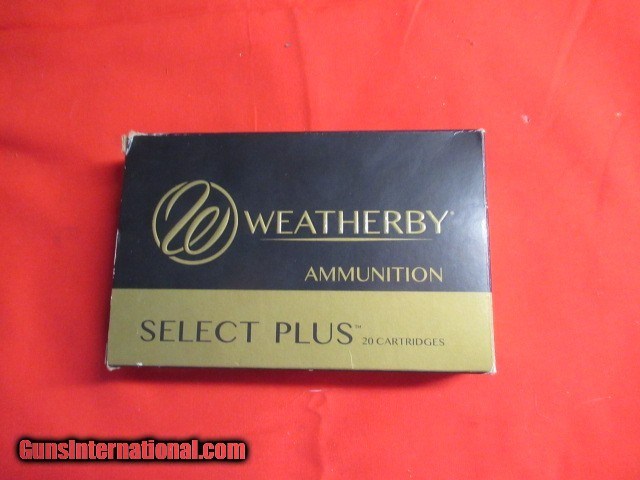 W WEATHERBY®
AMMUNITION
SELECT PLUS™ 20 CARTRIDGES
GunsInternational.com